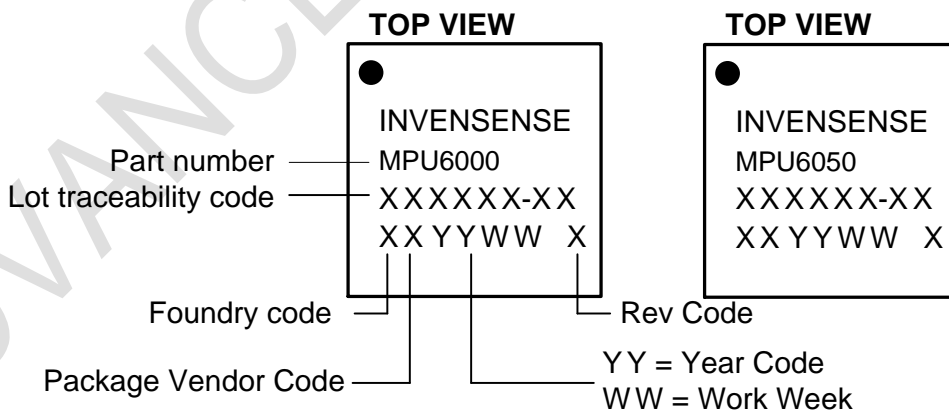 TOP VIEW
TOP VIEW
INVENSENSE
INVENSENSE
Part number
MPU6000
MPU6050
Lot traceability code
XXXXXX-XX
XXXXXX-XX
XXYYWW X
XXYYWW X
Foundry code
Rev Code
Package Vendor Code
YY = Year Code
WW = Work Week